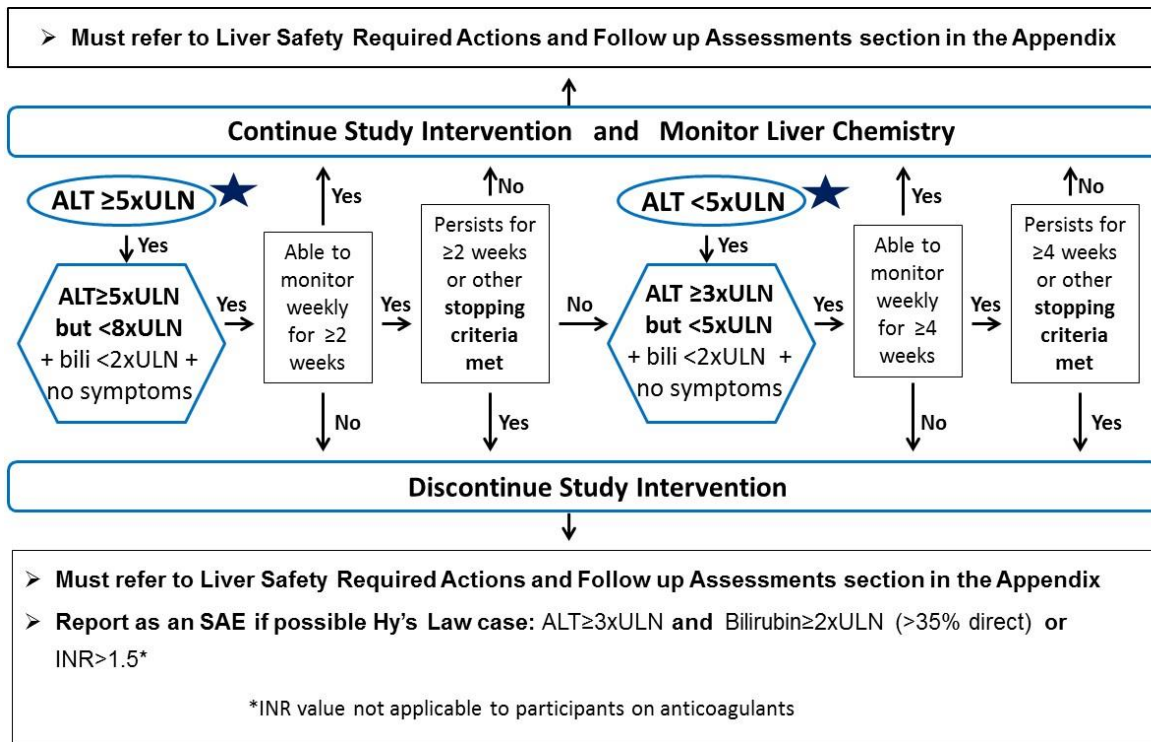 ➢ Must refer to Liver Safety Required Actions and Follow up Assessments section in the Appendix
Continue Study Intervention and Monitor Liver Chemistry
ALT ≥5xULN
Yes
ALT≥5xULN
but <8xULN
+ bili <2xULN +
no symptoms
Yes
Yes
Able to
monitor
weekly
for ≥2
weeks
No
Yes
No
Persists for
≥2 weeks
or other
stopping
criteria
met
Yes
No
ALT <5xULN
Yes
ALT ≥3xULN
but <5xULN
+ bili <2xULN +
no symptoms
Yes
Yes
Able to
monitor
weekly
for ≥4
weeks
No
Yes
No
Persists for
≥4 weeks
or other
stopping
criteria
met
Yes
Discontinue Study Intervention
➢ Must refer to Liver Safety Required Actions and Follow up Assessments section in the Appendix
➢ Report as an SAE if possible Hy's Law case: ALT≥3xULN and Bilirubin≥2xULN (>35% direct) or
INR>1.5*
*INR value not applicable to participants on anticoagulants